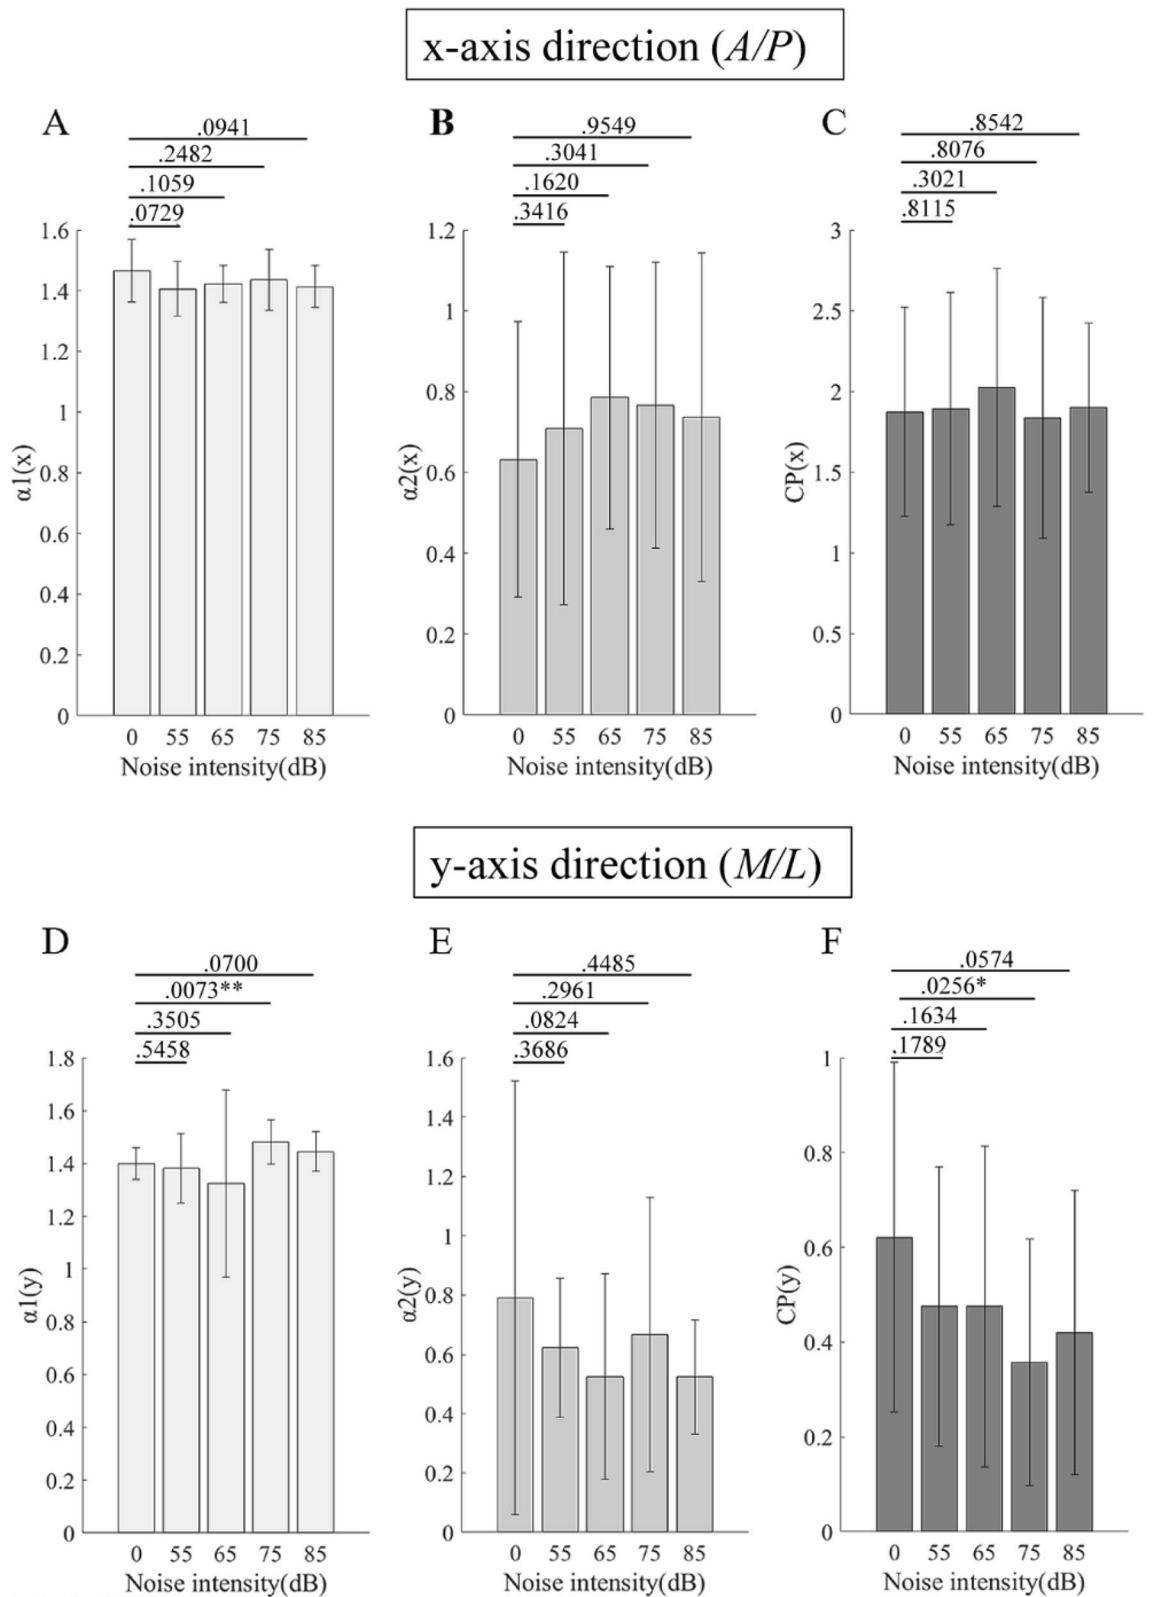 x-axis direction (A/P)
A
.0941
.2482
.1059
.0729
1.6
1.4
1.2
1
0.8
0.6
0.4
0.2
0
α1(x)
0 55 65 75 85
Noise intensity(dB)
B
.9549
.3041
.1620
.3416
1.2
1
0.8
0.6
0.4
0.2
0
α2(x)
0 55 65 75 85
Noise intensity(dB)
C
.8542
.8076
.3021
.8115
3
2.5
2
1.5
1
0.5
0
CP(x)
0 55 65 75 85
Noise intensity(dB)
y-axis direction (M/L)
D
.0700
.0073**
.3505
.5458
1.8
1.6
1.4
1.2
1
0.8
0.6
0.4
0.2
0
α1(y)
0 55 65 75 85
Noise intensity(dB)
E
.4485
.2961
.0824
.3686
1.6
1.4
1.2
1
0.8
0.6
0.4
0.2
0
α2(y)
0 55 65 75 85
Noise intensity(dB)
F
.0574
.0256*
.1634
.1789
1
0.8
0.6
0.4
0.2
0
CP(y)
0 55 65 75 85
Noise intensity(dB)